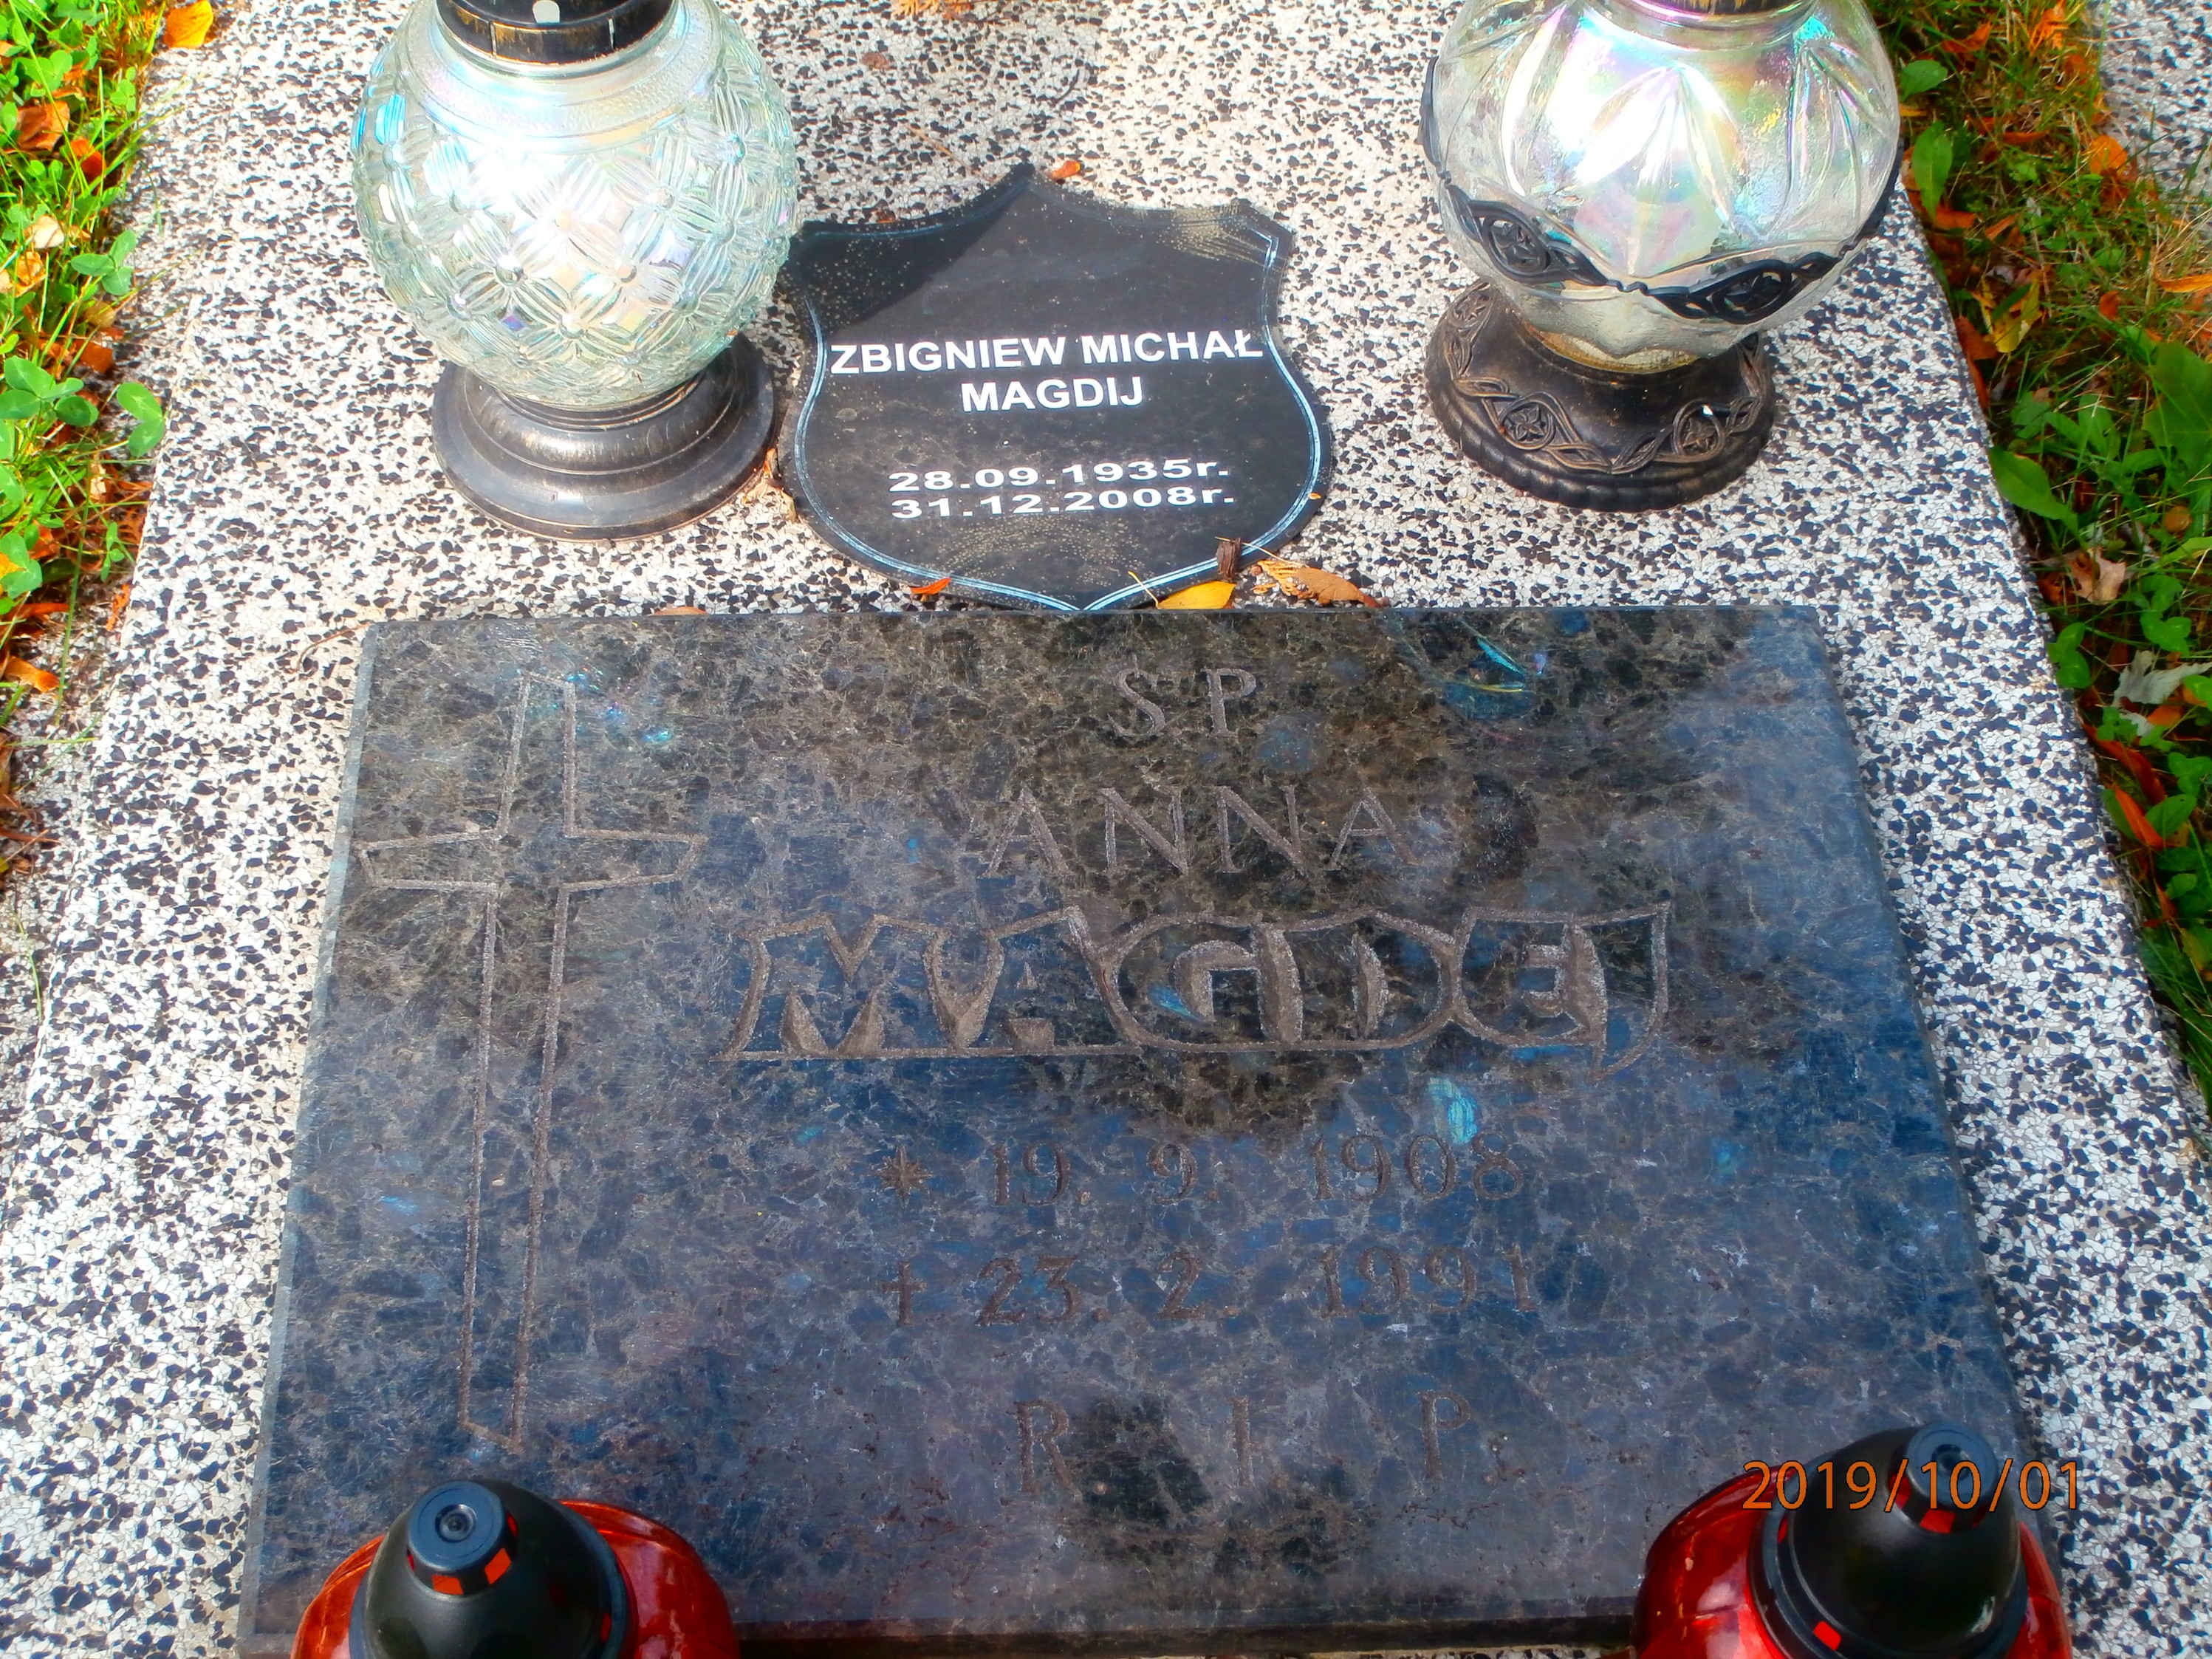 ZBIGNIEW MICHAŁ
MAGDIJ
28.09.1935r.
31.12.2008r.
Ś.P.
ANNA
MAGDEJ
* 19. 9. 1908
† 23. 2. 1991
R. I. P.
2019/10/01